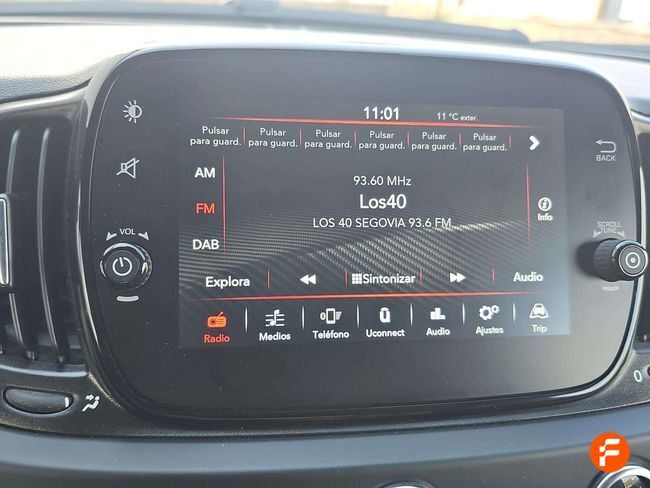 11:01 11 °C exter.
Pulsar para guard. Pulsar para guard. Pulsar para guard. Pulsar para guard. Pulsar para guard. Pulsar para guard.
AM
93.60 MHz
FM
Los40
Info
LOS 40 SEGOVIA 93.6 FM
DAB
Explora Sintonizar Audio
Radio Medios Teléfono Uconnect Audio Ajustes Trip
VOL
BACK
SCROLL
TUNE
0